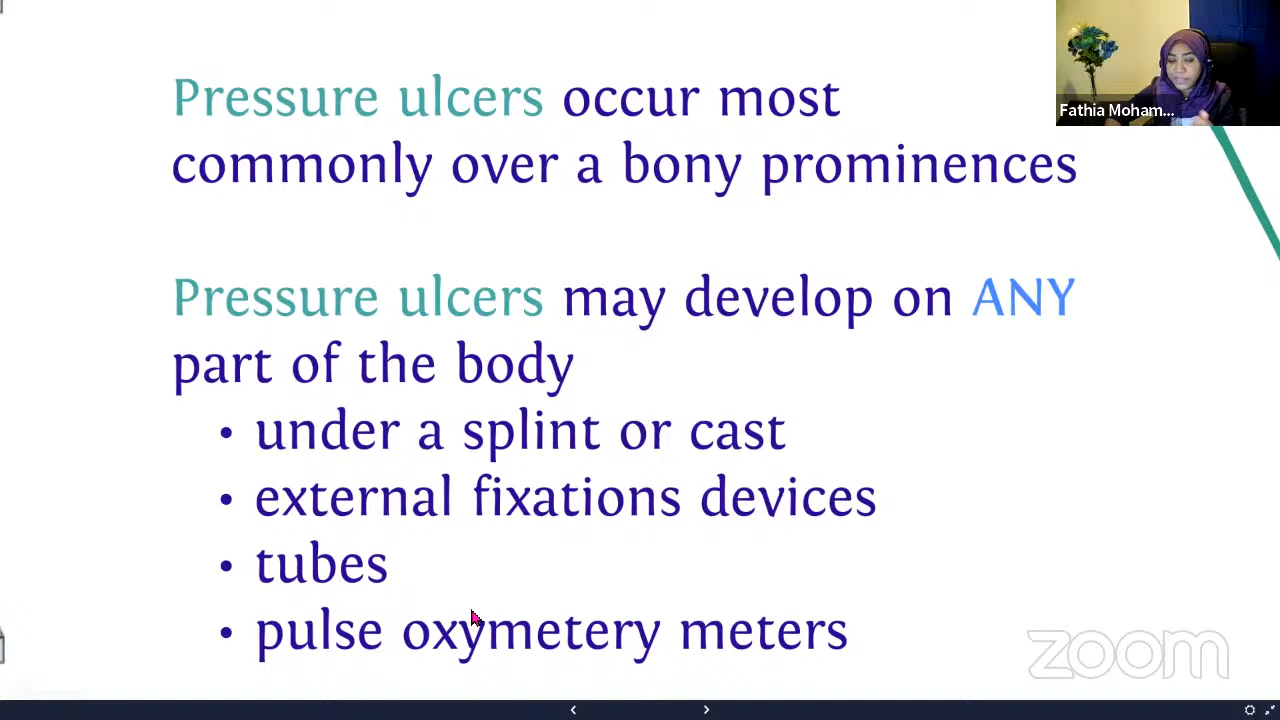 Pressure ulcers occur most
commonly over a bony prominences
Pressure ulcers may develop on ANY
part of the body
• under a splint or cast
• external fixations devices
• tubes
• pulse oxymetery meters
Fathia Moham...
zoom